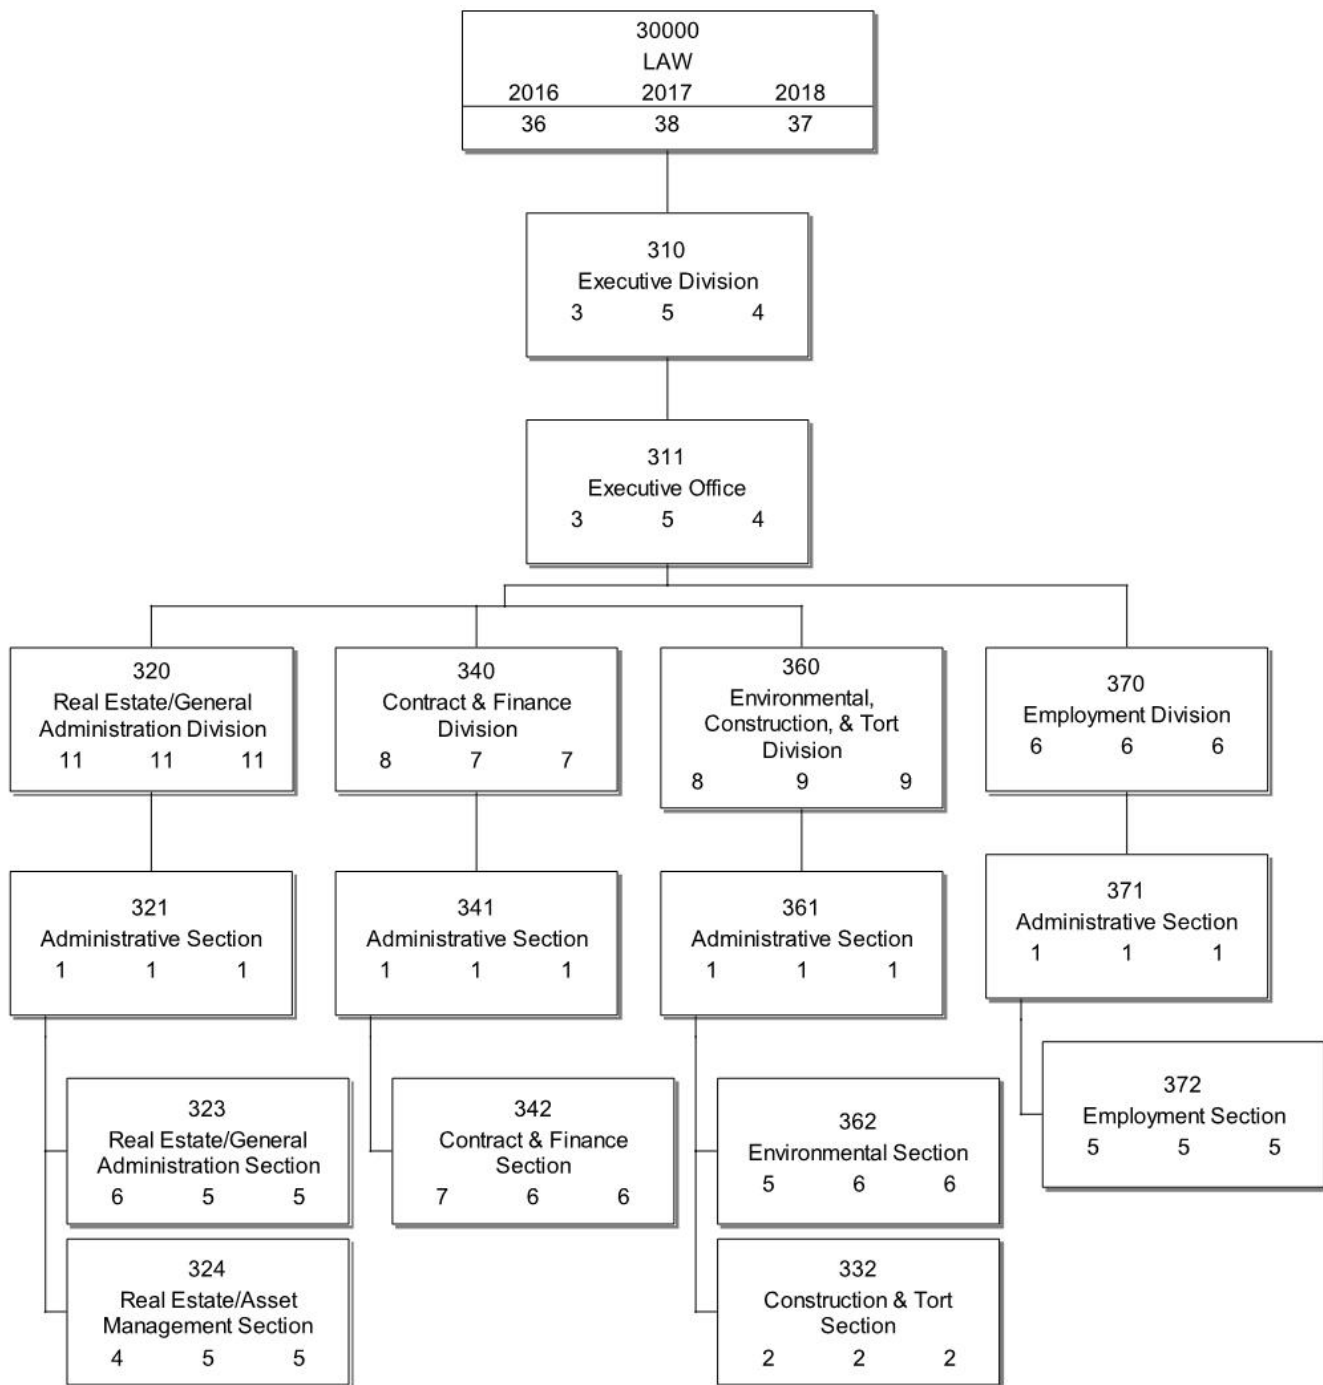 30000
LAW
2016 2017 2018
36 38 37
310
Executive Division
3 5 4
311
Executive Office
3 5 4
320
Real Estate/General
Administration Division
11 11 11
340
Contract & Finance
Division
8 7 7
360
Environmental,
Construction, & Tort
Division
8 9 9
370
Employment Division
6 6 6
321
Administrative Section
1 1 1
341
Administrative Section
1 1 1
361
Administrative Section
1 1 1
371
Administrative Section
1 1 1
323
Real Estate/General
Administration Section
6 5 5
342
Contract & Finance
Section
7 6 6
362
Environmental Section
5 6 6
372
Employment Section
5 5 5
324
Real Estate/Asset
Management Section
4 5 5
332
Construction & Tort
Section
2 2 2